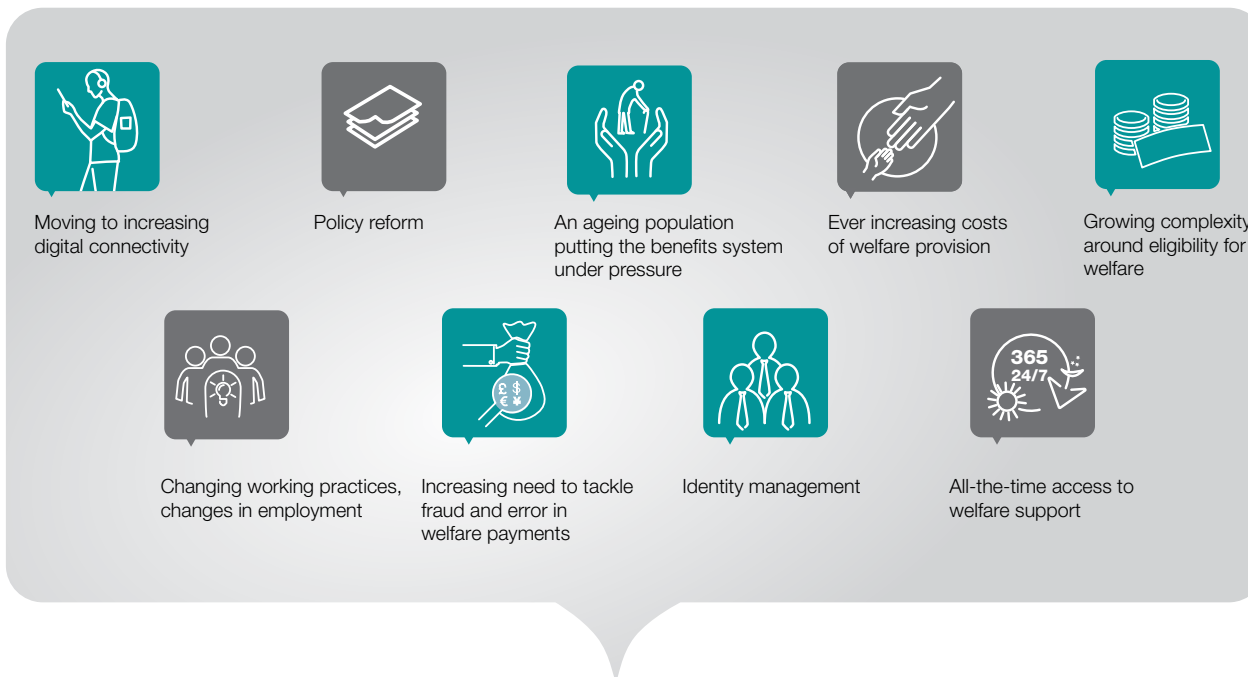 Moving to increasing
digital connectivity
Policy reform
An ageing population
putting the benefits system
under pressure
Ever increasing costs
of welfare provision
Growing complexity
around eligibility for
welfare
Changing working practices,
changes in employment
£ $
€ ¥
Increasing need to tackle
fraud and error in
welfare payments
Identity management
365
24/7
All-the-time access to
welfare support